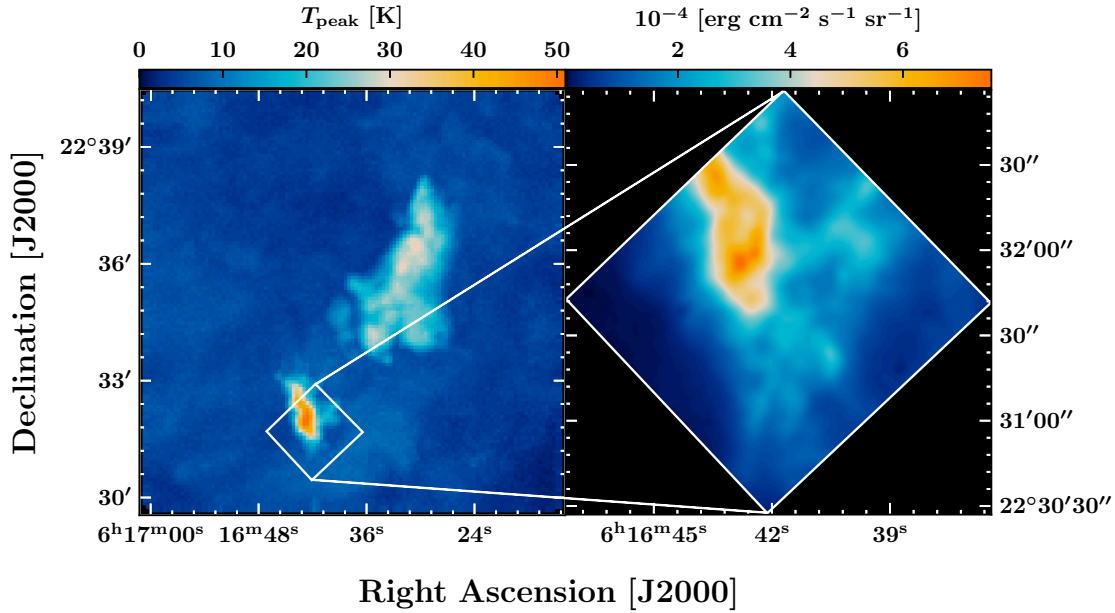 T_peak [K]
10⁻⁴ [erg cm⁻² s⁻¹ sr⁻¹]
0 10 20 30 40 50
2 4 6
22°39′
36′
33′
30′
30′′
32′00′′
30′′
31′00′′
22°30′30′′
6ʰ17ᵐ00ˢ 16ᵐ48ˢ 36ˢ 24ˢ
6ʰ16ᵐ45ˢ 42ˢ 39ˢ
Declination [J2000]
Right Ascension [J2000]